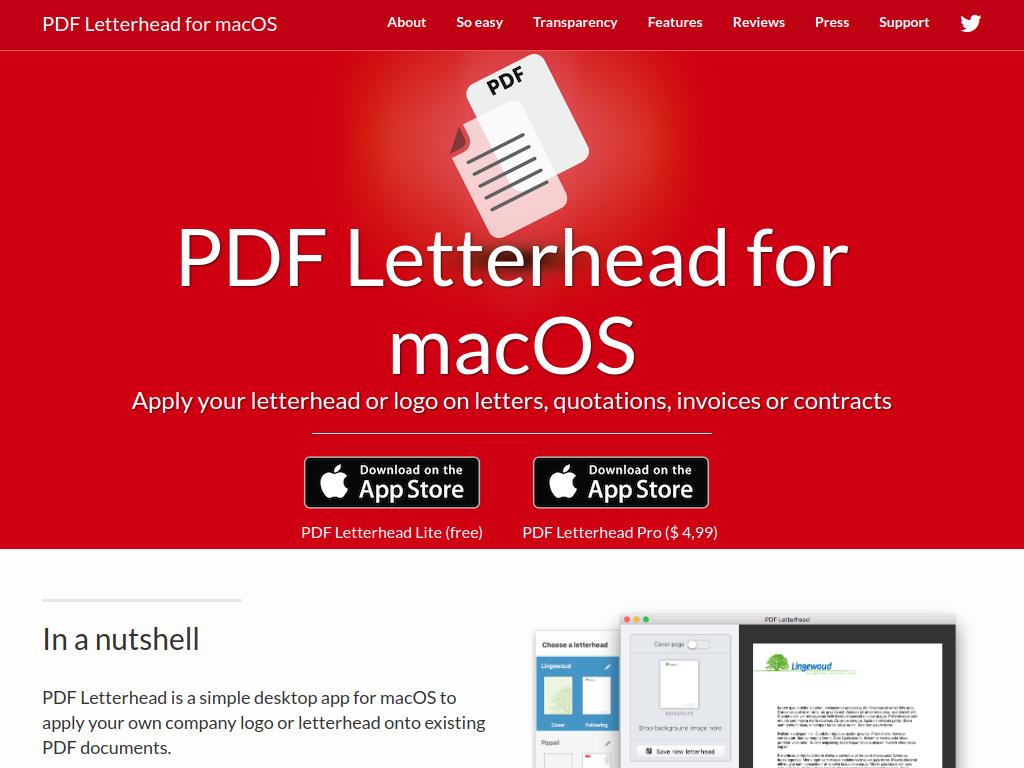 PDF Letterhead for macOS
About
So easy
Transparency
Features
Reviews
Press
Support
PDF
PDF Letterhead for
macOS
Apply your letterhead or logo on letters, quotations, invoices or contracts
Download on the
App Store
Download on the
App Store
PDF Letterhead Lite (free)
PDF Letterhead Pro ($ 4,99)
In a nutshell
PDF Letterhead is a simple desktop app for macOS to
apply your own company logo or letterhead onto existing
PDF documents.
PDF Letterhead
Choose a letterhead
Lingewoud
Cover
Following
Pippeli
Cover page
Background
Drop background image here
Save new letterhead
Lingewoud